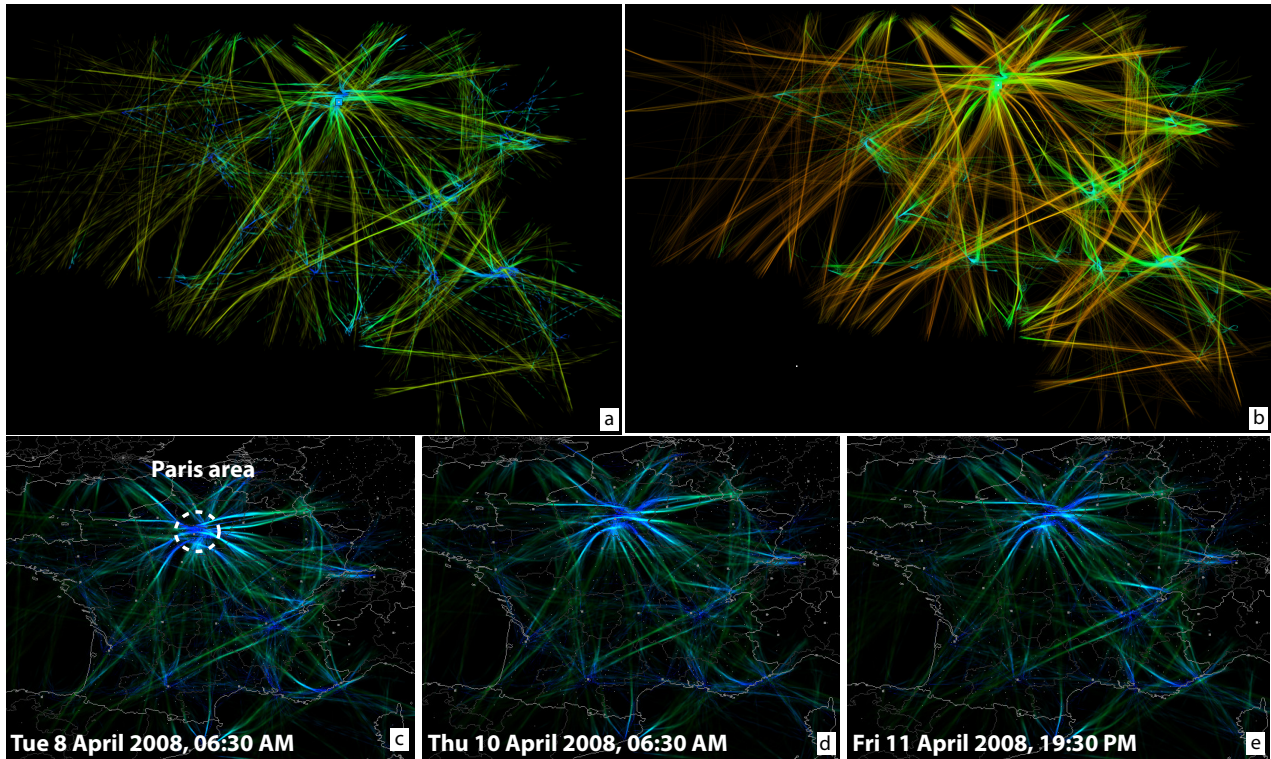 a
b
Paris area
Tue 8 April 2008, 06:30 AM
c
Thu 10 April 2008, 06:30 AM
d
Fri 11 April 2008, 19:30 PM
e